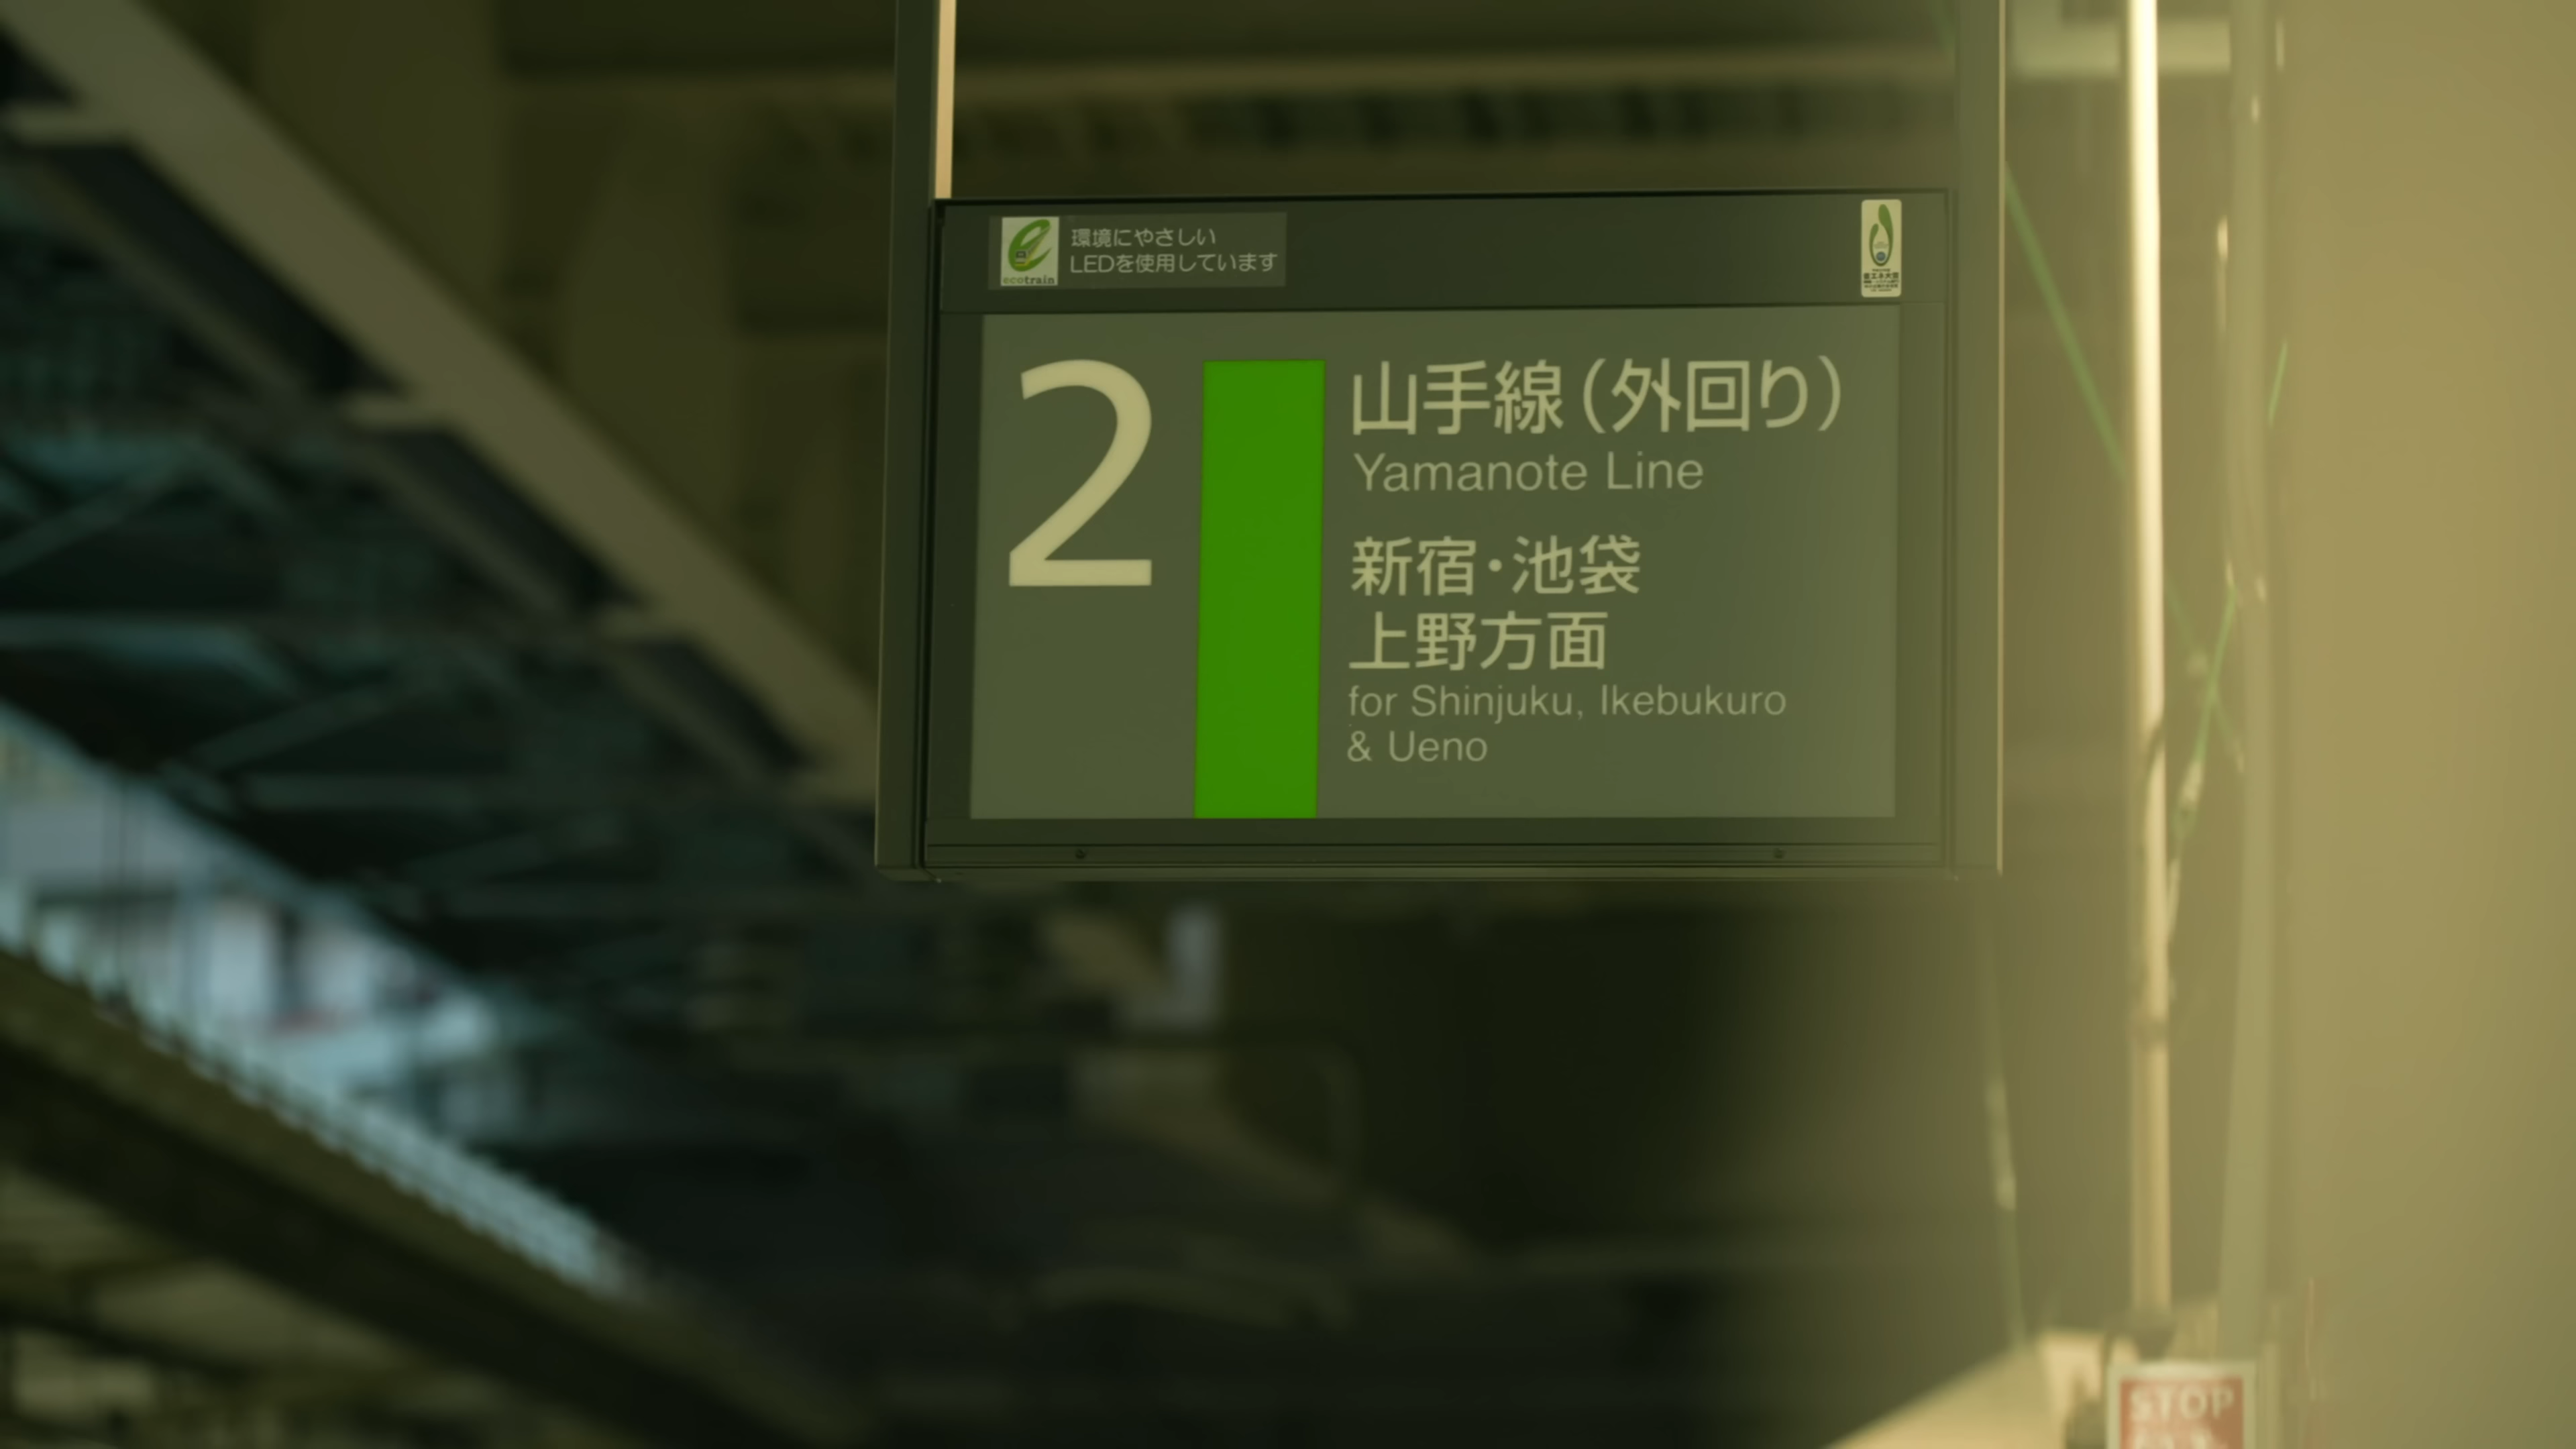 環境にやさしい
LEDを使用しています
ecotrain
2
山手線（外回り）
Yamanote Line
新宿・池袋
上野方面
for Shinjuku, Ikebukuro
& Ueno
STOP